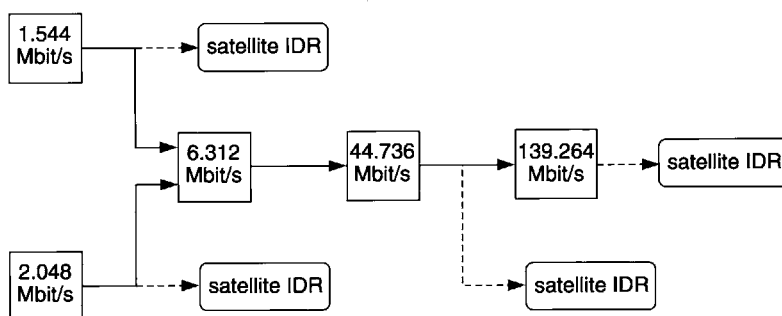 1.544
Mbit/s
satellite IDR
6.312
Mbit/s
44.736
Mbit/s
139.264
Mbit/s
satellite IDR
2.048
Mbit/s
satellite IDR
satellite IDR